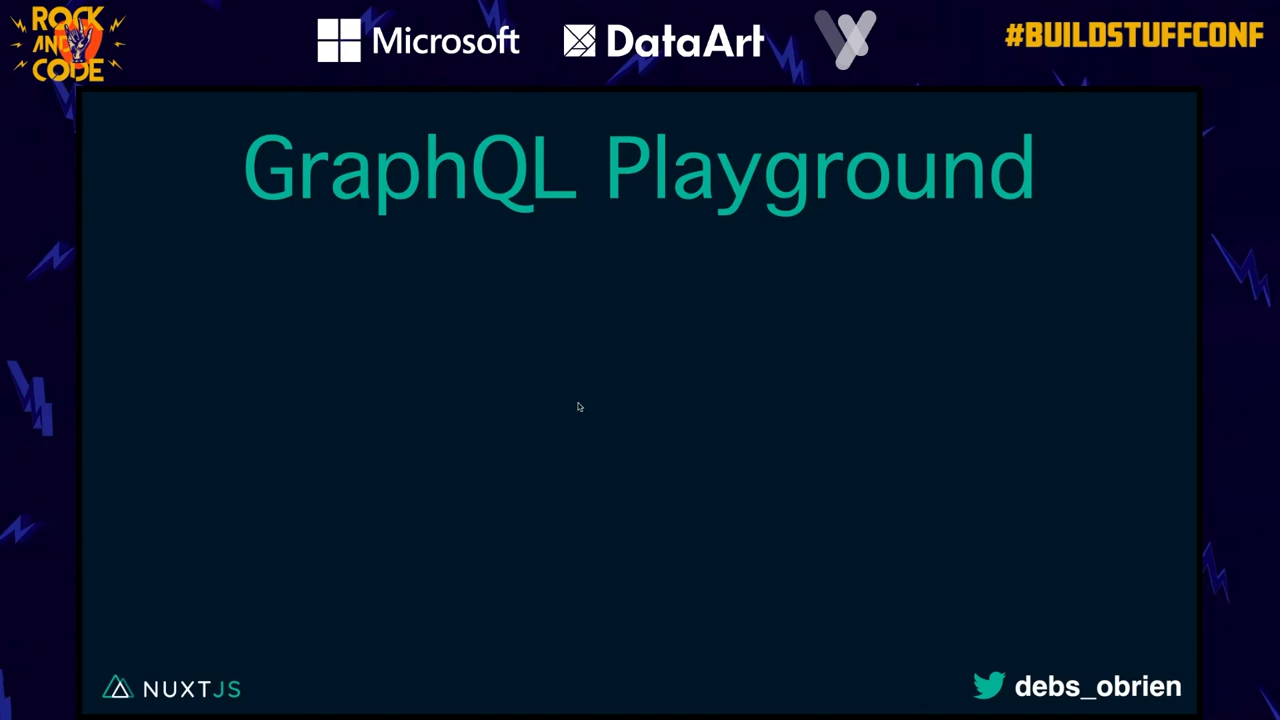 ROCK
AND
CODE
Microsoft
DataArt
#BUILDSTUFFCONF
GraphQL Playground
NUXTJS
debs_obrien